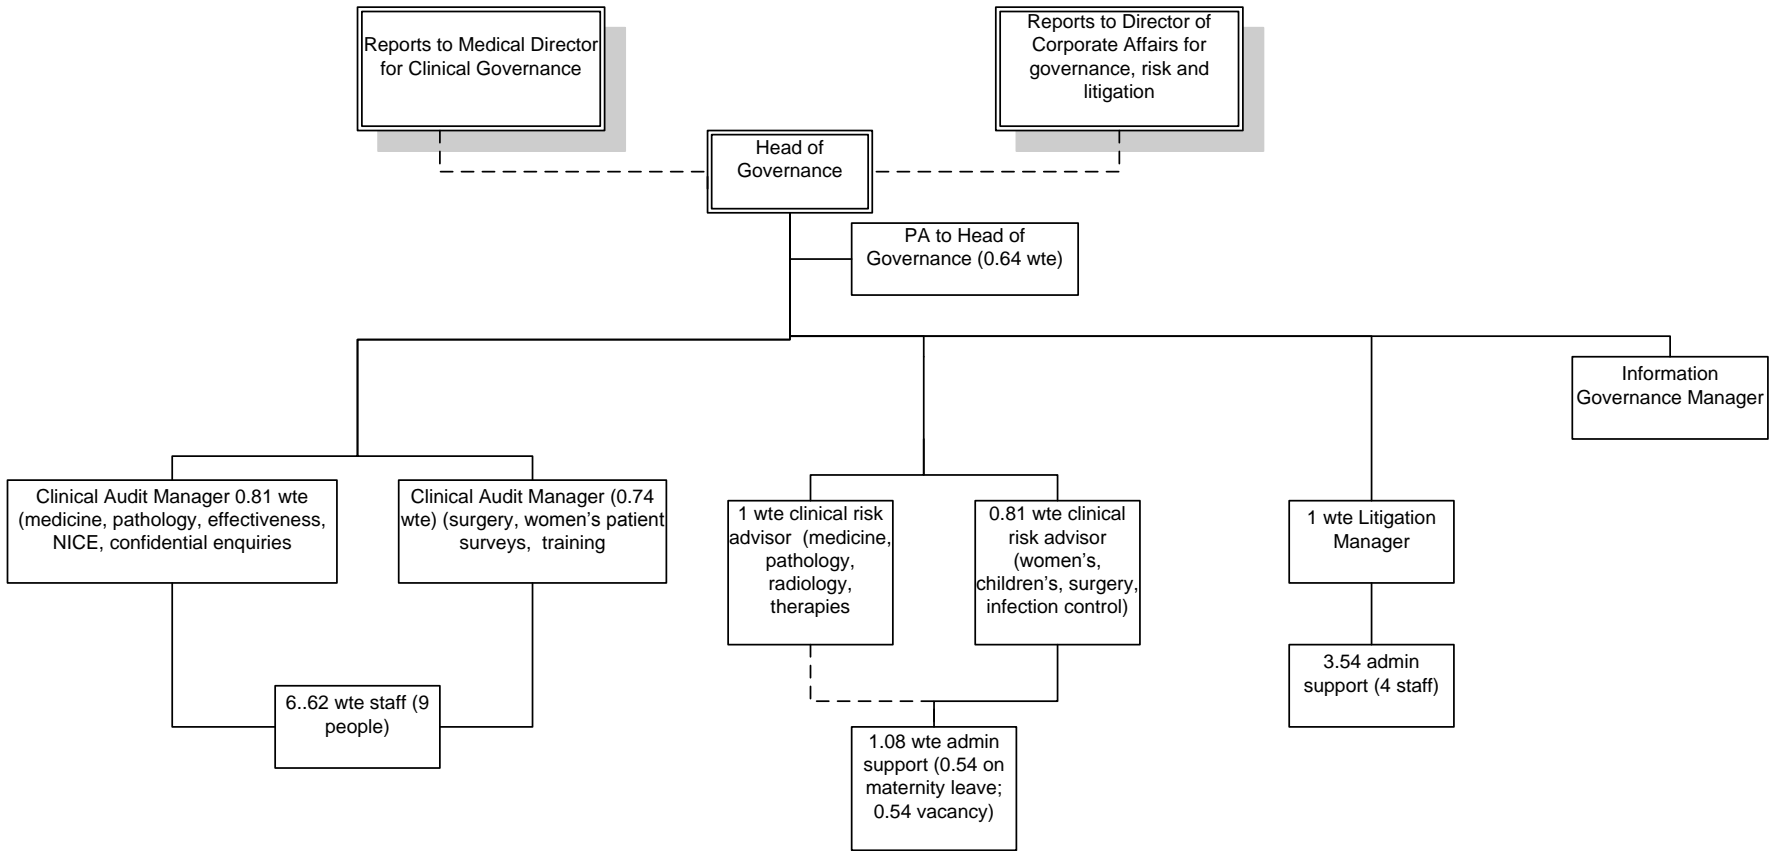 Reports to Medical Director
for Clinical Governance
Reports to Director of
Corporate Affairs for
governance, risk and
litigation
Head of
Governance
PA to Head of
Governance (0.64 wte)
Information
Governance Manager
Clinical Audit Manager 0.81 wte
(medicine, pathology, effectiveness,
NICE, confidential enquiries
Clinical Audit Manager (0.74
wte) (surgery, women’s patient
surveys,  training
1 wte clinical risk
advisor  (medicine,
pathology,
radiology,
therapies
0.81 wte clinical
risk advisor
(women’s,
children’s, surgery,
infection control)
1 wte Litigation
Manager
6..62 wte staff (9
people)
1.08 wte admin
support (0.54 on
maternity leave;
0.54 vacancy)
3.54 admin
support (4 staff)